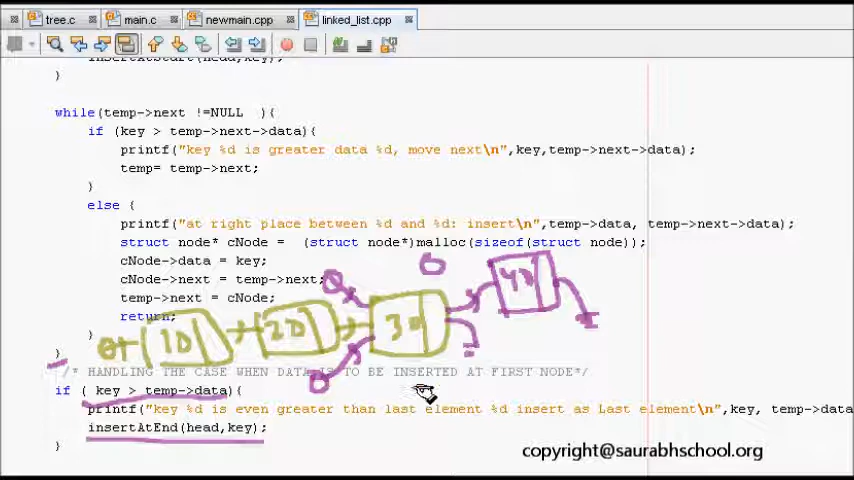 tree.c main.c newmain.cpp linked_list.cpp
insertAtStart(head,key);
}
while(temp->next !=NULL ){
if (key > temp->next->data){
printf("key %d is greater data %d, move next\n",key,temp->next->data);
temp= temp->next;
}
else {
printf("at right place between %d and %d: insert\n",temp->data, temp->next->data);
struct node* cNode = (struct node*)malloc(sizeof(struct node));
cNode->data = key;
cNode->next = temp->next;
temp->next = cNode;
return;
}
10 20 30 40
}
/* HANDLING THE CASE WHEN DATA IS TO BE INSERTED AT FIRST NODE*/
if ( key > temp->data){
printf("key %d is even greater than last element %d insert as Last element\n",key, temp->data
insertAtEnd(head,key);
}
copyright@saurabhschool.org